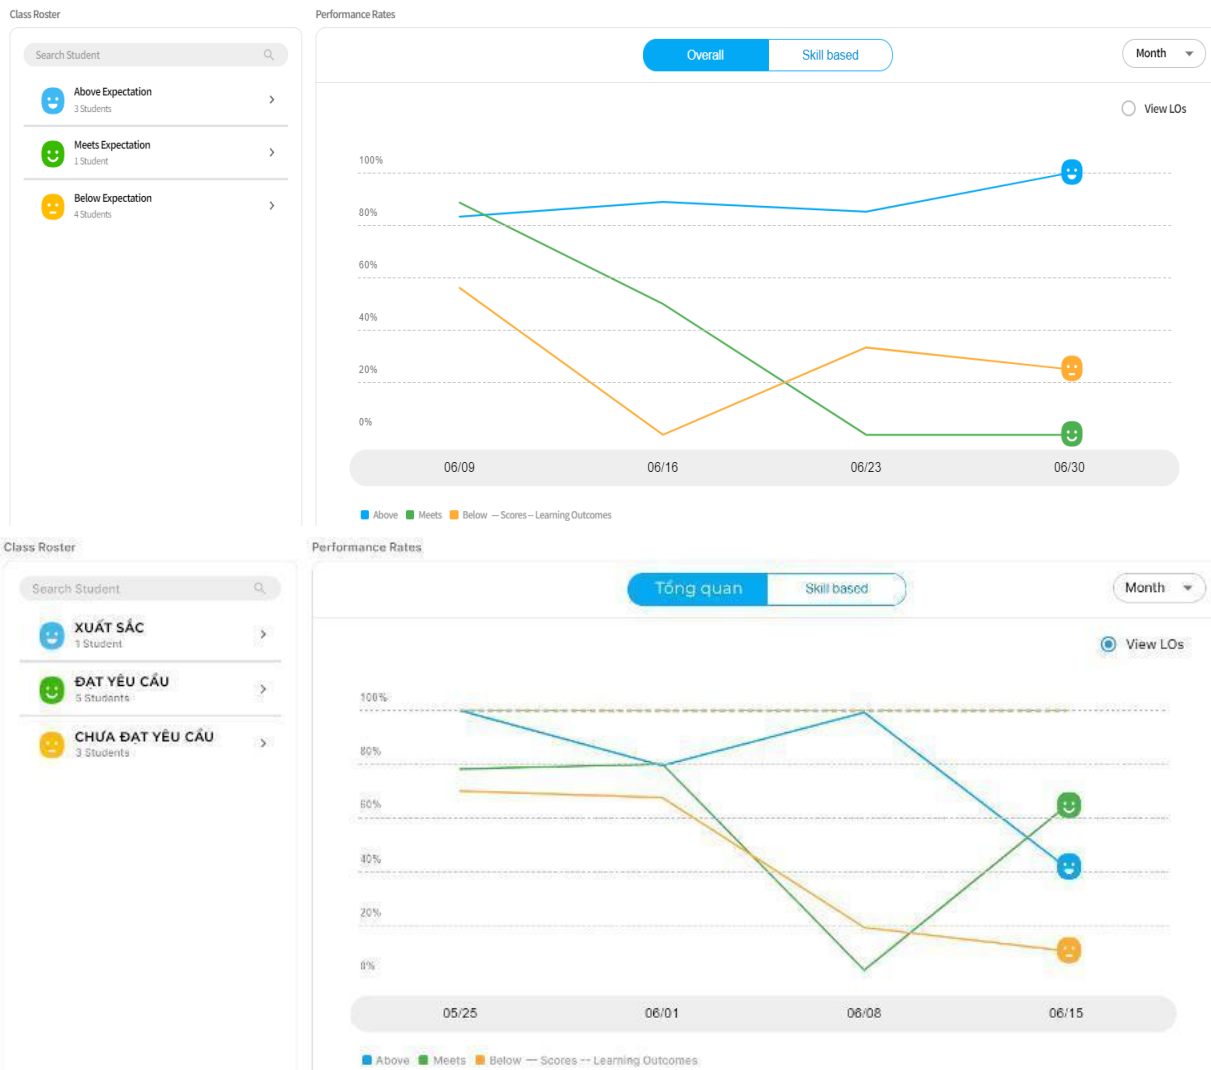 Class Roster
Performance Rates
Search Student
Overall
Skill based
Month
Above Expectation
3 Students
View LOs
Meets Expectation
1 Student
Below Expectation
4 Students
100%
80%
60%
40%
20%
0%
06/09
06/16
06/23
06/30
Above Meets Below — Scores -- Learning Outcomes
Class Roster
Performance Rates
Search Student
Tổng quan
Skill based
Month
XUẤT SẮC
1 Student
View LOs
ĐẠT YÊU CẦU
5 Students
CHƯA ĐẠT YÊU CẦU
3 Students
100%
80%
60%
40%
20%
0%
05/25
06/01
06/08
06/15
Above Meets Below — Scores -- Learning Outcomes